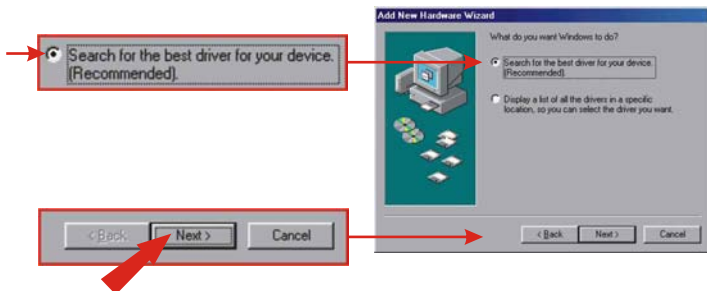 Search for the best driver for your device.
(Recommended).
< Back
Next >
Cancel
Add New Hardware Wizard
What do you want Windows to do?
Search for the best driver for your device.
(Recommended).
Display a list of all the drivers in a specific
location, so you can select the driver you want.
< Back
Next >
Cancel